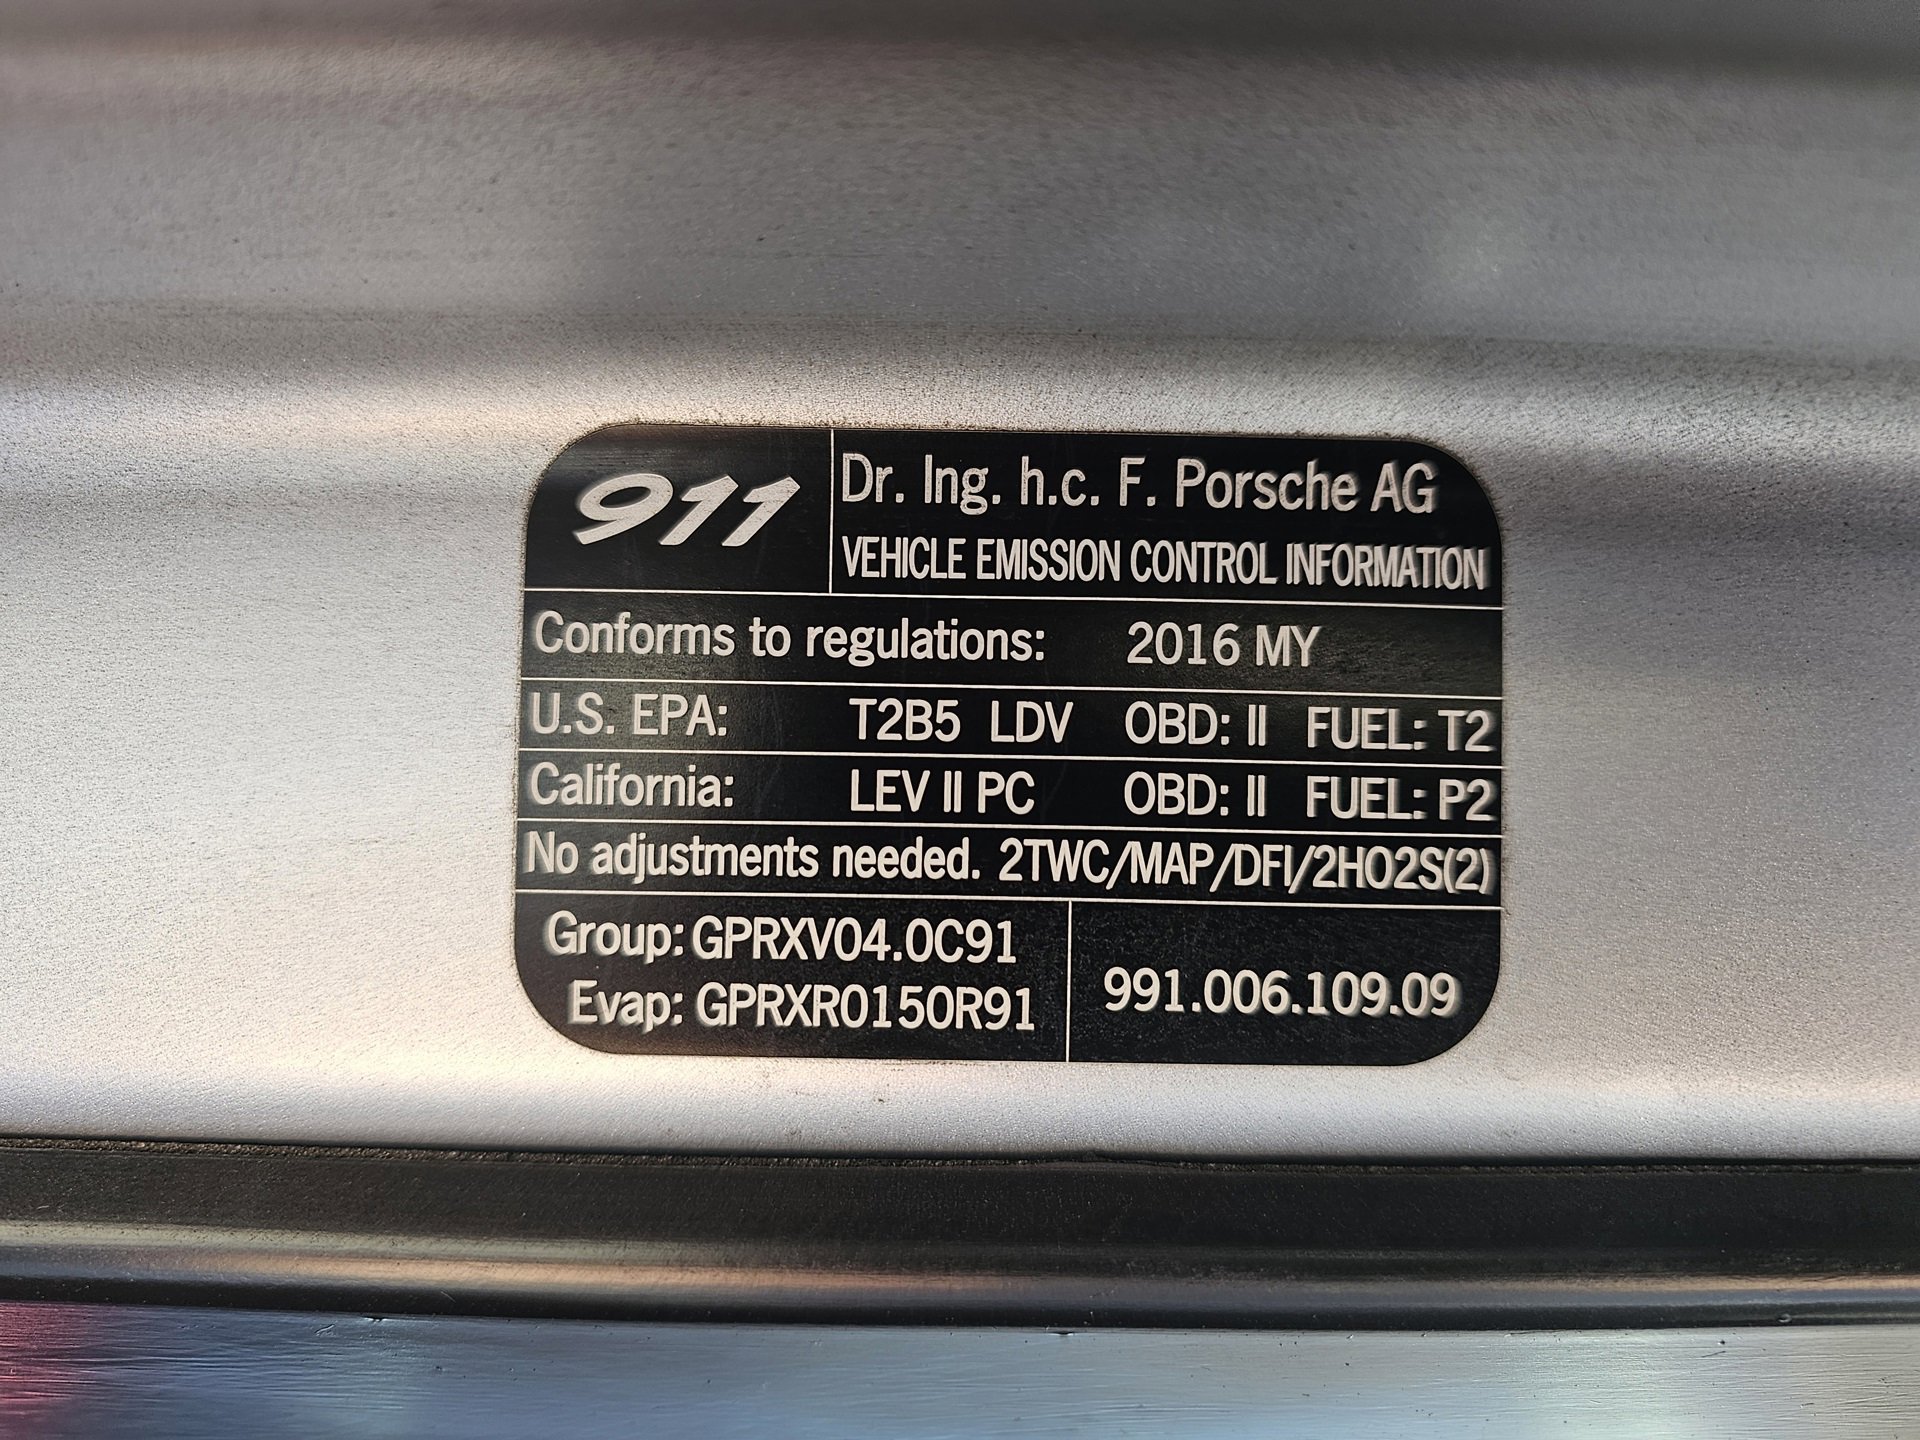 911
Dr. Ing. h.c. F. Porsche AG
VEHICLE EMISSION CONTROL INFORMATION
Conforms to regulations: 2016 MY
U.S. EPA: T2B5 LDV OBD: II FUEL: T2
California: LEV II PC OBD: II FUEL: P2
No adjustments needed. 2TWC/MAP/DFI/2HO2S(2)
Group: GPRXV04.0C91
Evap: GPRXR0150R91
991.006.109.09